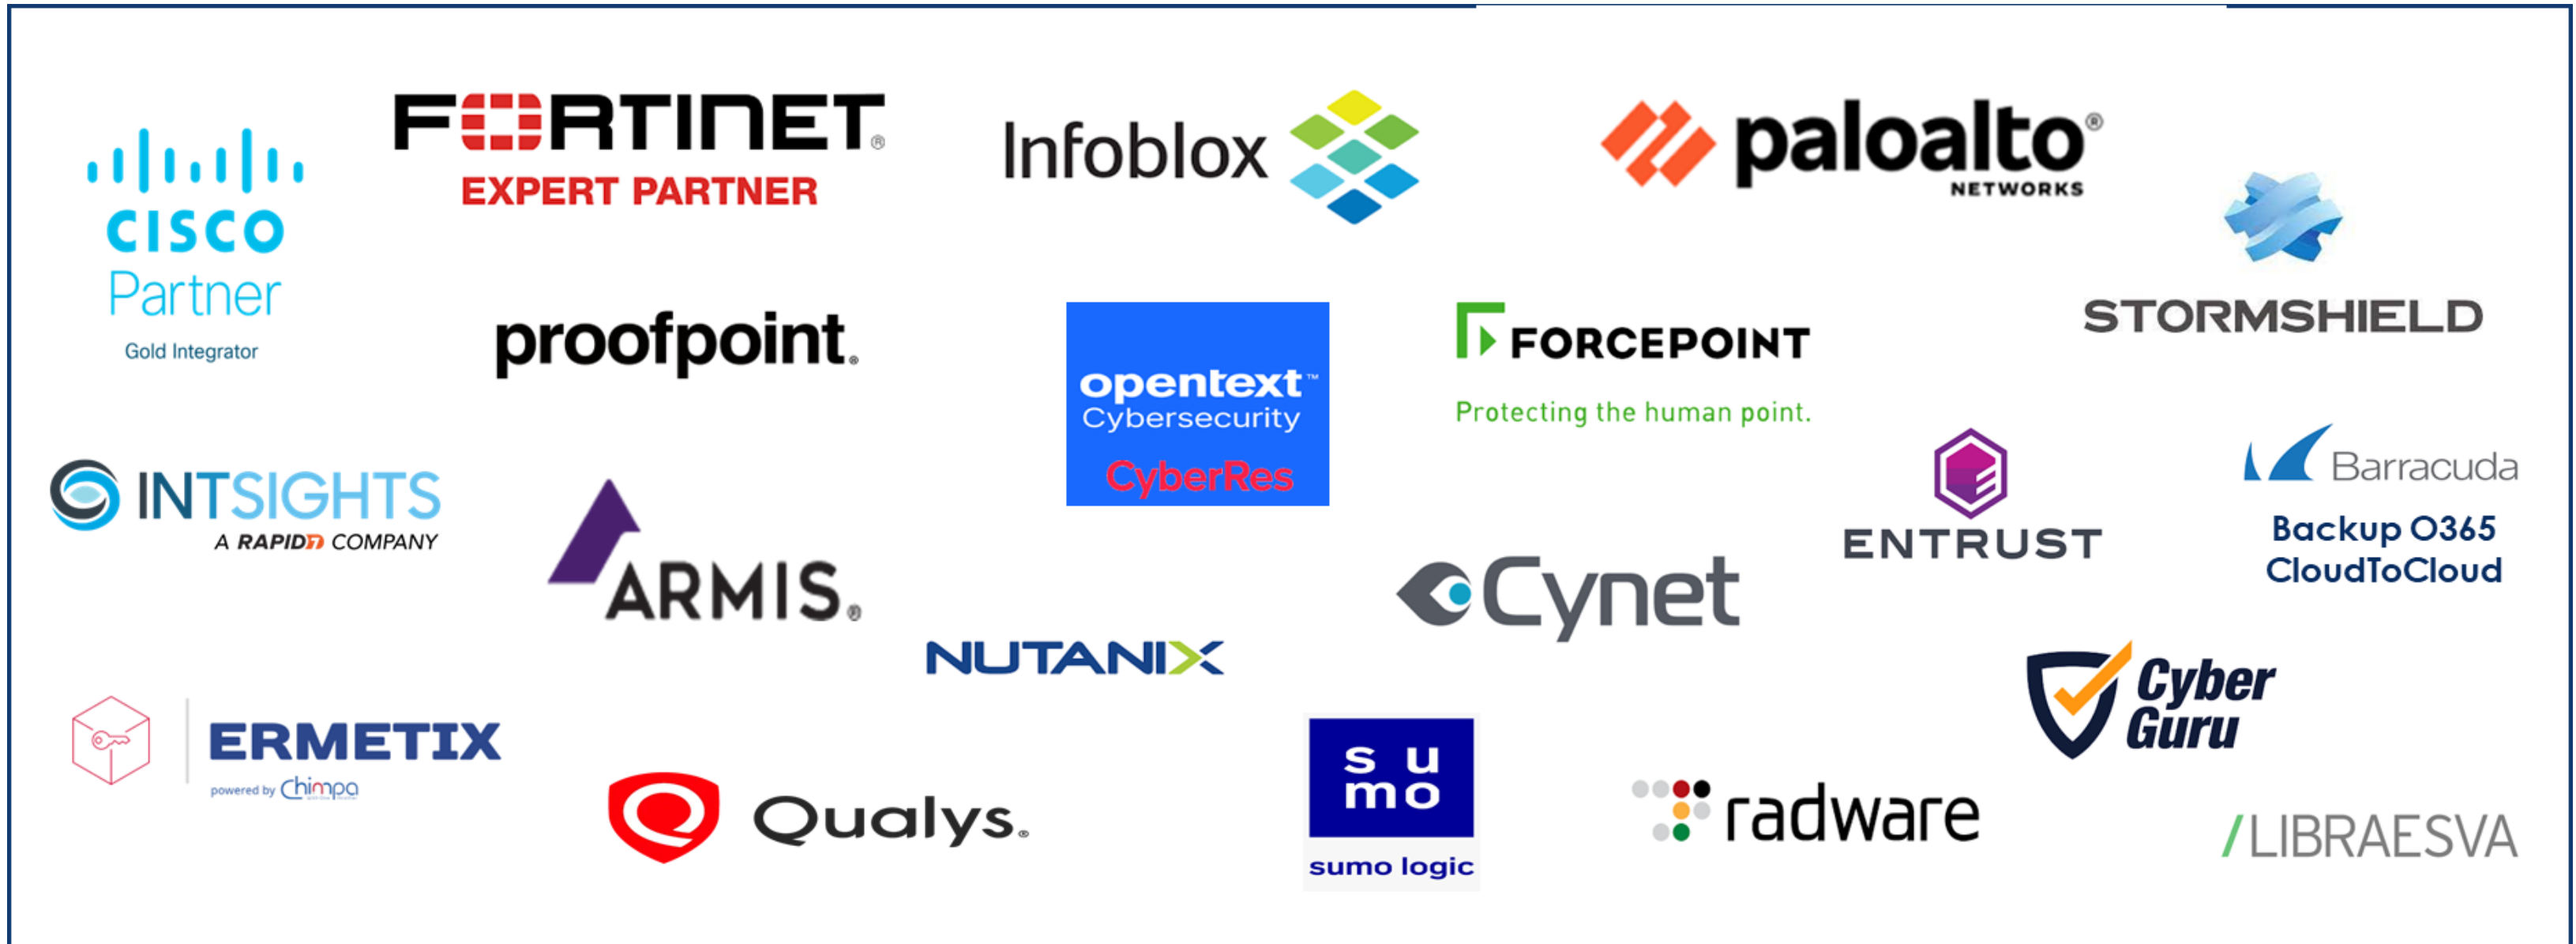 CISCO
Partner
Gold Integrator
FORTINET®
EXPERT PARTNER
Infoblox
paloalto®
NETWORKS
STORMSHIELD
proofpoint®
opentext™
Cybersecurity
CyberRes
FORCEPOINT
Protecting the human point.
INTSIGHTS
A RAPID7 COMPANY
ARMIS®
Cynet
ENTRUST
Barracuda
Backup O365
CloudToCloud
NUTANIX
ERMETIX
powered by Chimpa
Qualys®
su
mo
sumo logic
radware
Cyber
Guru
/LIBRAESVA